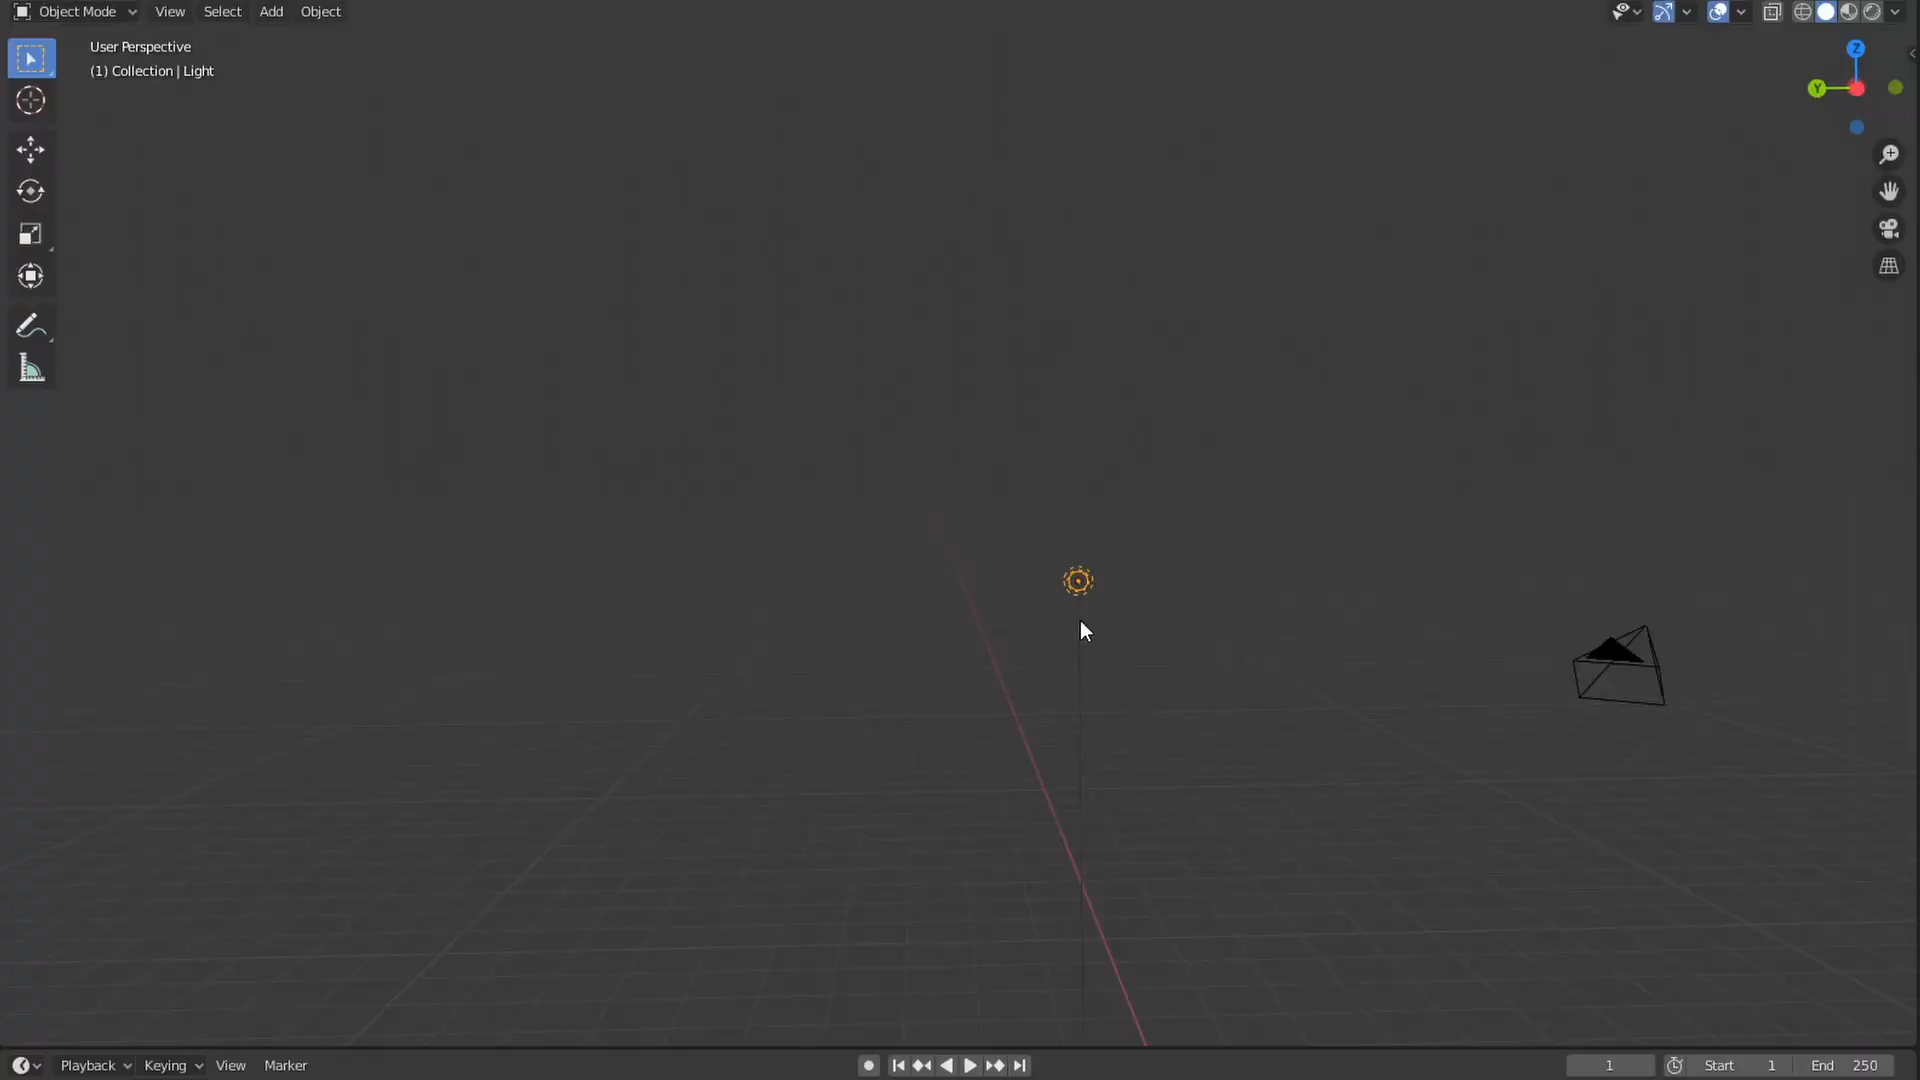 Object Mode View Select Add Object
User Perspective
(1) Collection | Light
Z
Y
Playback Keying View Marker 1 Start 1 End 250